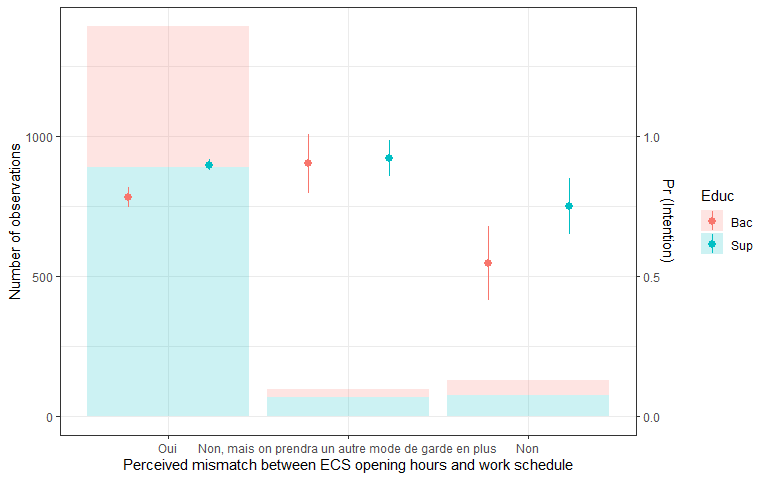 Number of observations
1000
500
0
1.0
0.5
0.0
Pr (Intention)
Educ
Bac
Sup
Oui
Non, mais on prendra un autre mode de garde en plus
Non
Perceived mismatch between ECS opening hours and work schedule